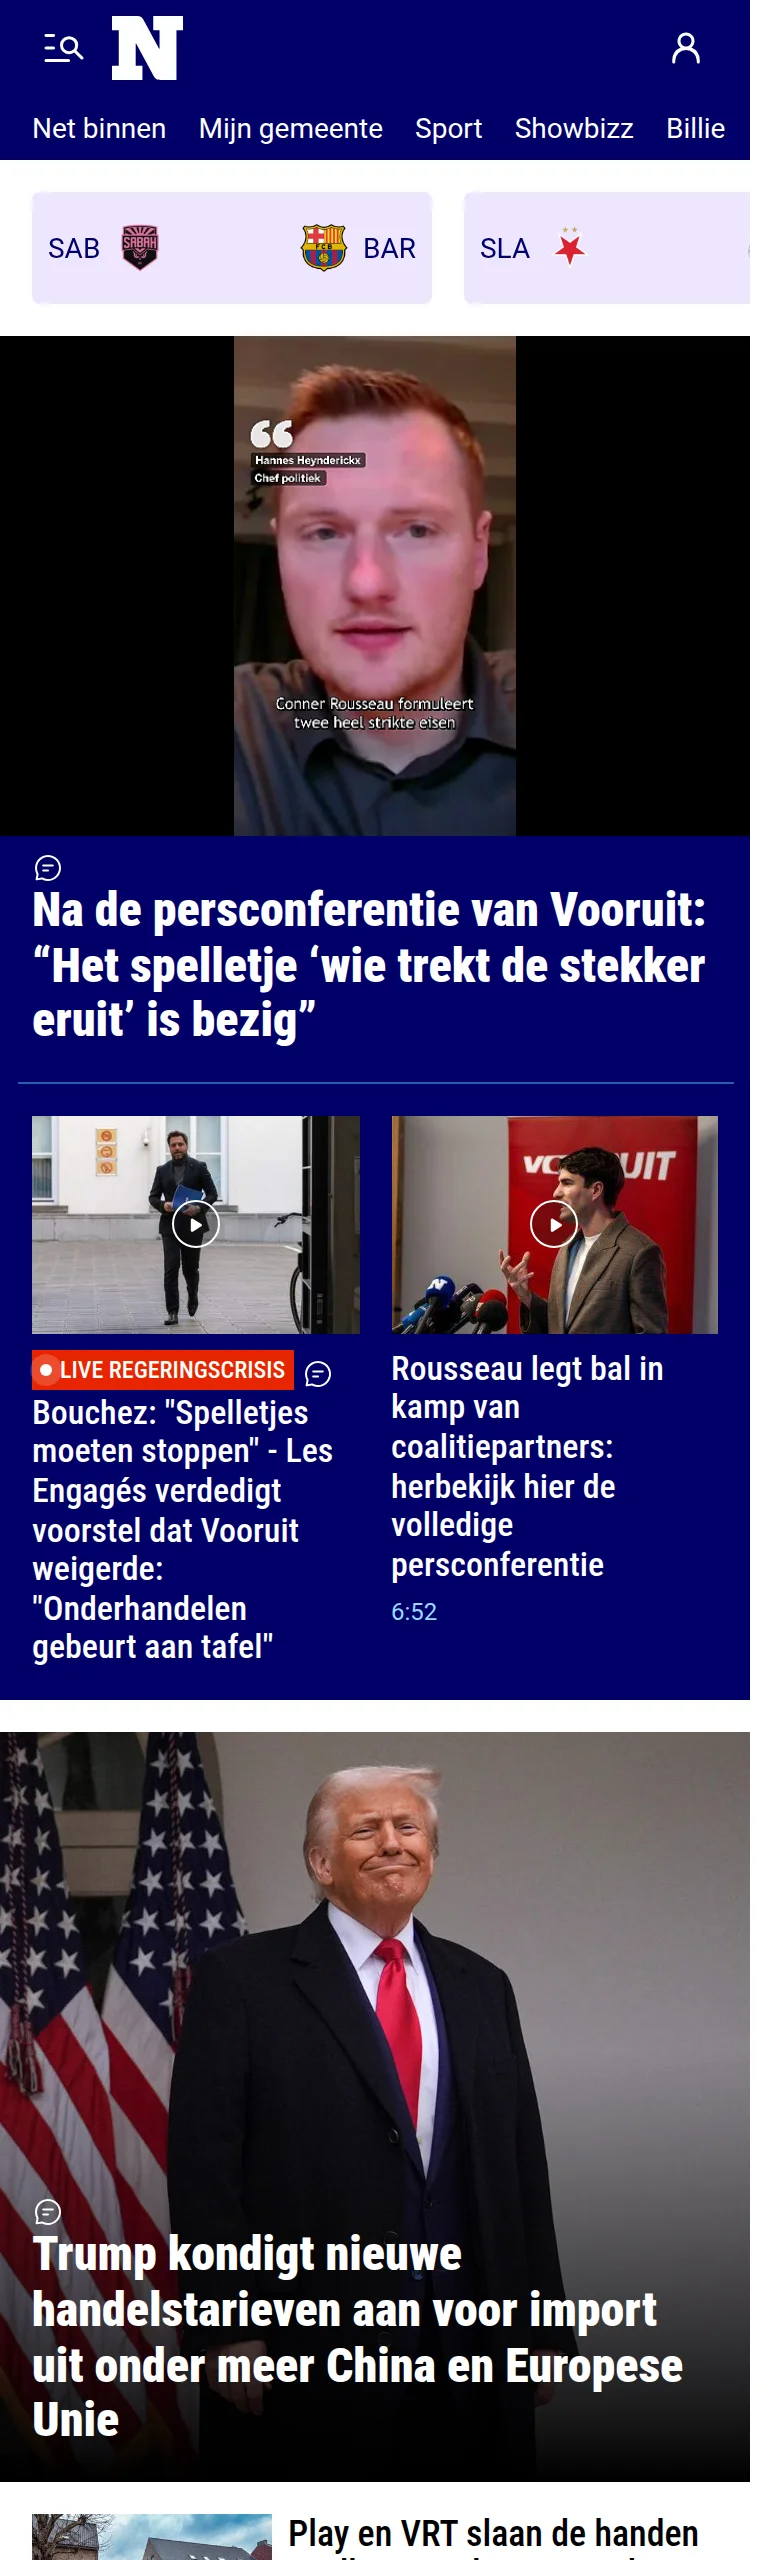 N
Net binnen Mijn gemeente Sport Showbizz Billie
SAB SABAH FCB BAR SLA
Hannes Heynderickx
Chef politiek
Conner Rousseau formuleert
twee heel strikte eisen
Na de persconferentie van Vooruit:
“Het spelletje ‘wie trekt de stekker
eruit’ is bezig”
VO UIT
N
LIVE REGERINGSCRISIS
Bouchez: "Spelletjes
moeten stoppen" - Les
Engagés verdedigt
voorstel dat Vooruit
weigerde:
"Onderhandelen
gebeurt aan tafel"
Rousseau legt bal in
kamp van
coalitiepartners:
herbekijk hier de
volledige
persconferentie
6:52
Trump kondigt nieuwe
handelstarieven aan voor import
uit onder meer China en Europese
Unie
Play en VRT slaan de handen